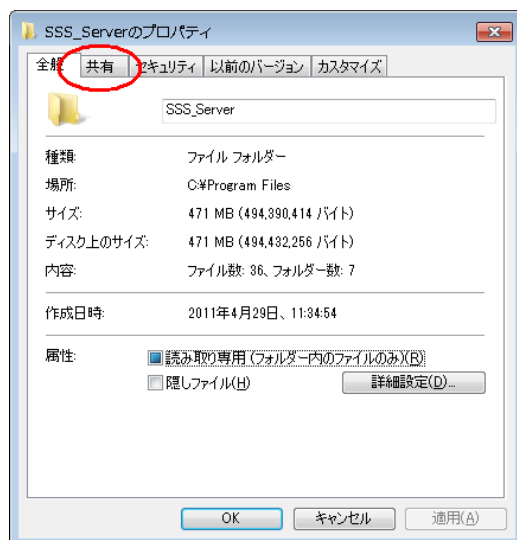 SSS_Serverのプロパティ
全般 共有 セキュリティ 以前のバージョン カスタマイズ
SSS_Server
種類: ファイル フォルダー
場所: C:¥Program Files
サイズ: 471 MB (494,390,414 バイト)
ディスク上のサイズ: 471 MB (494,432,256 バイト)
内容: ファイル数: 36、フォルダー数: 7
作成日時: 2011年4月29日、11:34:54
属性: 読み取り専用 (フォルダー内のファイルのみ)(R)
隠しファイル(H) 詳細設定(D)...
OK キャンセル 適用(A)